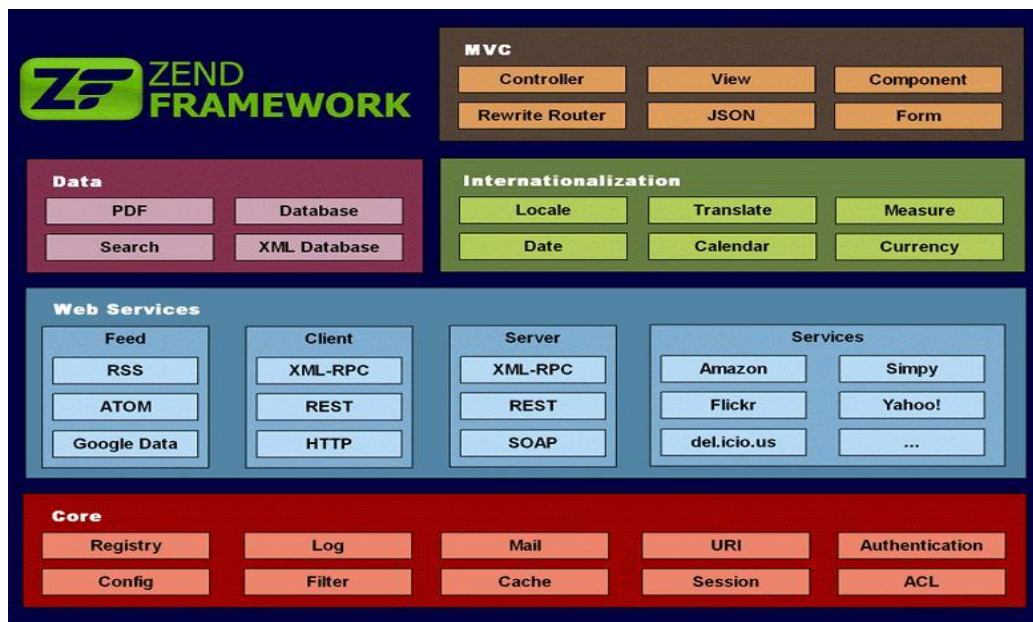 ZF ZEND
FRAMEWORK
MVC
Controller View Component
Rewrite Router JSON Form
Data
PDF Database
Search XML Database
Internationalization
Locale Translate Measure
Date Calendar Currency
Web Services
Feed
RSS
ATOM
Google Data
Client
XML-RPC
REST
HTTP
Server
XML-RPC
REST
SOAP
Services
Amazon Simpy
Flickr Yahoo!
del.icio.us ...
Core
Registry Log Mail URI Authentication
Config Filter Cache Session ACL